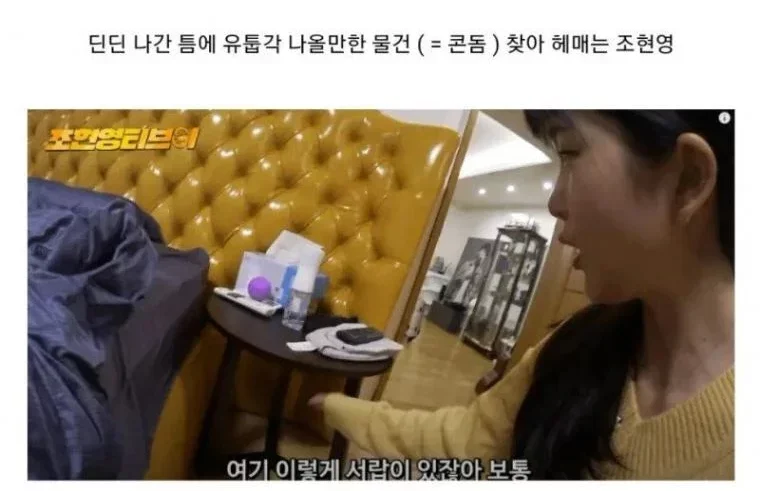 딘딘 나간 틈에 유툽각 나올만한 물건 ( = 콘돔 ) 찾아 헤매는 조현영
조현영티브이
여기 이렇게 서랍이 있잖아 보통